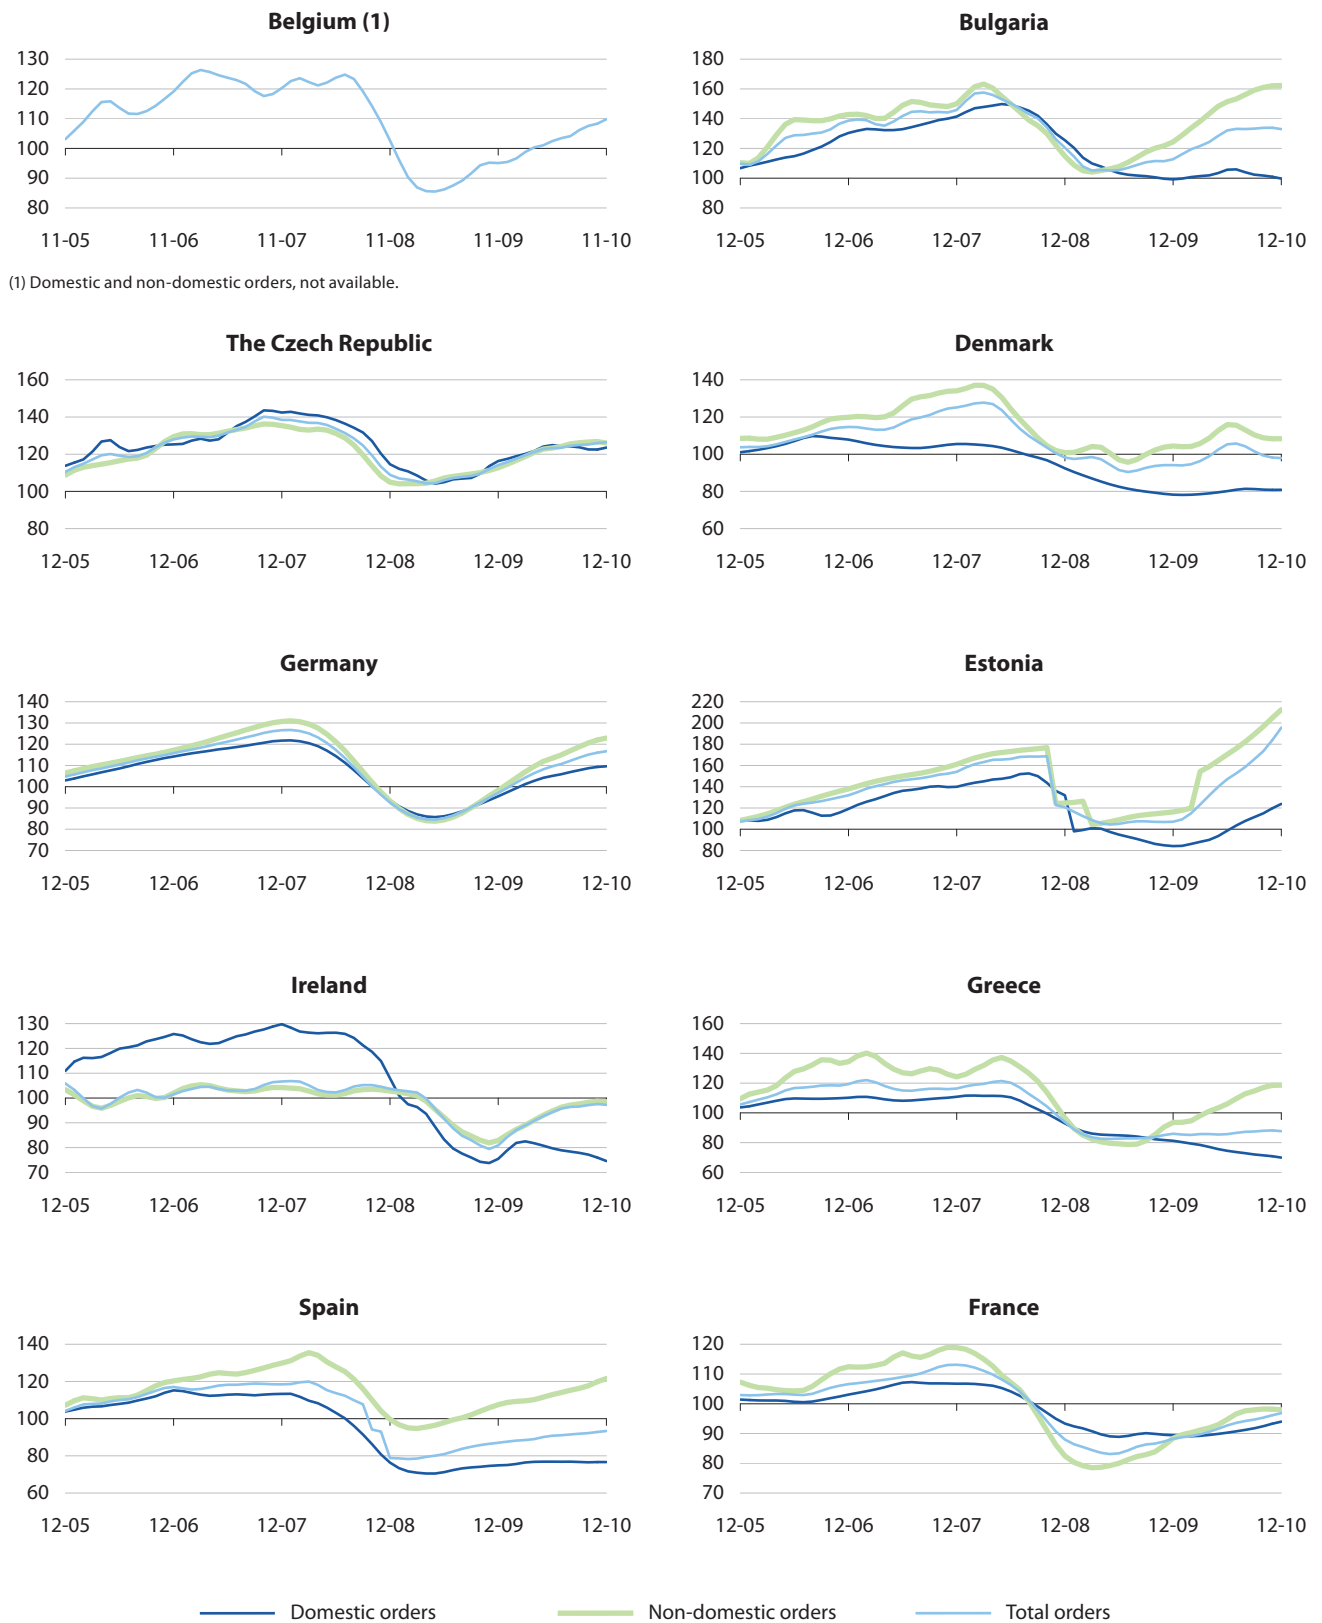 Belgium (1)
130
120
110
100
90
80
11-05 11-06 11-07 11-08 11-09 11-10
(1) Domestic and non-domestic orders, not available.
Bulgaria
180
160
140
120
100
80
12-05 12-06 12-07 12-08 12-09 12-10
The Czech Republic
160
140
120
100
80
12-05 12-06 12-07 12-08 12-09 12-10
Denmark
140
120
100
80
60
12-05 12-06 12-07 12-08 12-09 12-10
Germany
140
130
120
110
100
90
80
70
12-05 12-06 12-07 12-08 12-09 12-10
Estonia
220
200
180
160
140
120
100
80
12-05 12-06 12-07 12-08 12-09 12-10
Ireland
130
120
110
100
90
80
70
12-05 12-06 12-07 12-08 12-09 12-10
Greece
160
140
120
100
80
60
12-05 12-06 12-07 12-08 12-09 12-10
Spain
140
120
100
80
60
12-05 12-06 12-07 12-08 12-09 12-10
France
120
110
100
90
80
70
12-05 12-06 12-07 12-08 12-09 12-10
Domestic orders Non-domestic orders Total orders